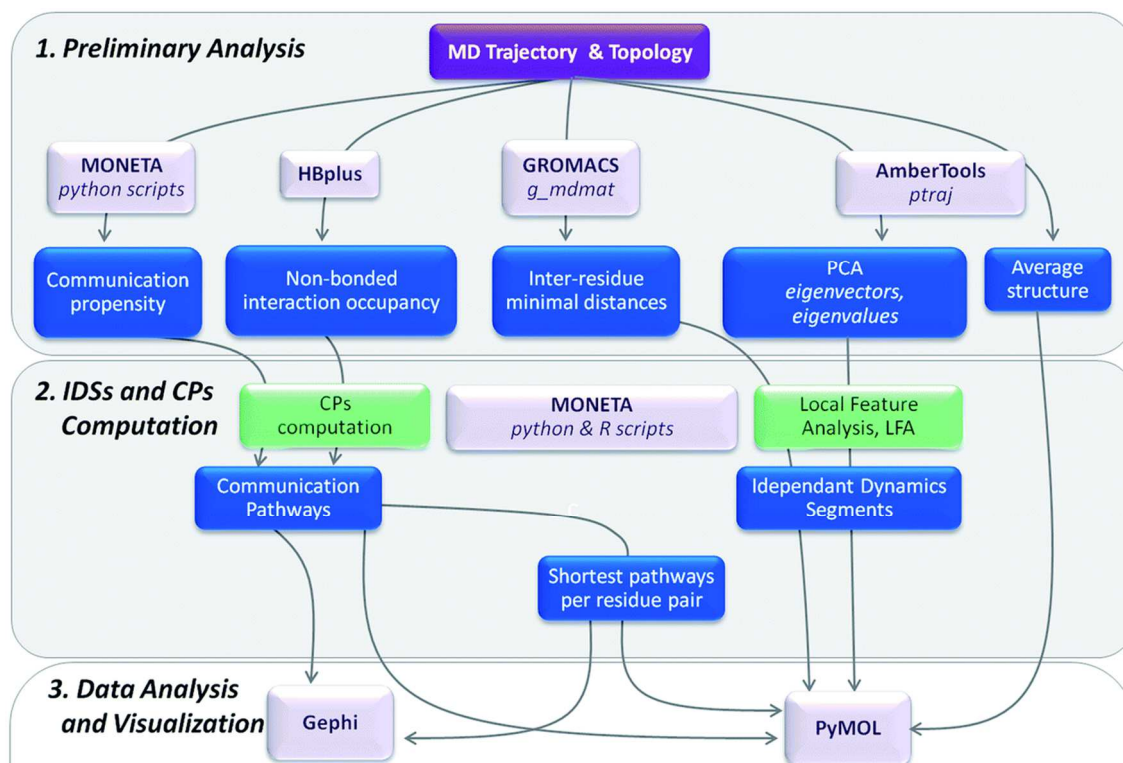 1. Preliminary Analysis
MD Trajectory & Topology
MONETA
python scripts
HBplus
GROMACS
g_mdmat
AmberTools
ptraj
Communication
propensity
Non-bonded
interaction occupancy
Inter-residue
minimal distances
PCA
eigenvectors,
eigenvalues
Average
structure
2. IDSs and CPs
Computation
CPs
computation
MONETA
python & R scripts
Local Feature
Analysis, LFA
Communication
Pathways
Idependant Dynamics
Segments
Shortest pathways
per residue pair
3. Data Analysis
and Visualization
Gephi
PyMOL